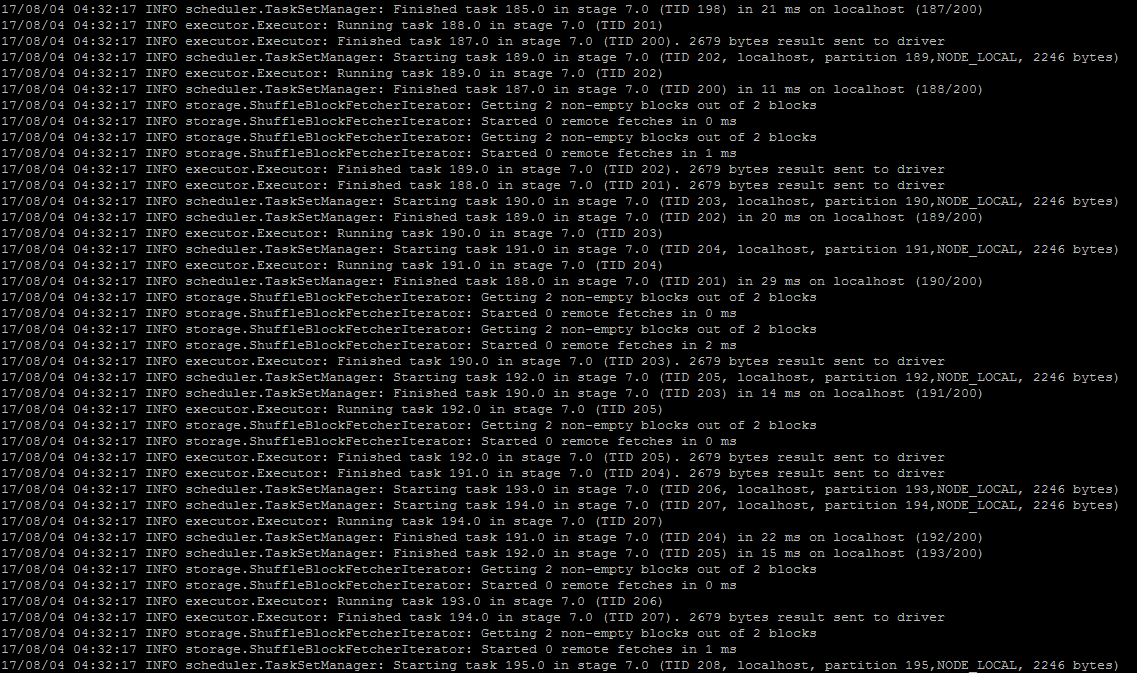 17/08/04 04:32:17 INFO scheduler.TaskSetManager: Finished task 185.0 in stage 7.0 (TID 198) in 21 ms on localhost (187/200)
17/08/04 04:32:17 INFO executor.Executor: Running task 188.0 in stage 7.0 (TID 201)
17/08/04 04:32:17 INFO executor.Executor: Finished task 187.0 in stage 7.0 (TID 200). 2679 bytes result sent to driver
17/08/04 04:32:17 INFO scheduler.TaskSetManager: Starting task 189.0 in stage 7.0 (TID 202, localhost, partition 189,NODE_LOCAL, 2246 bytes)
17/08/04 04:32:17 INFO executor.Executor: Running task 189.0 in stage 7.0 (TID 202)
17/08/04 04:32:17 INFO scheduler.TaskSetManager: Finished task 187.0 in stage 7.0 (TID 200) in 11 ms on localhost (188/200)
17/08/04 04:32:17 INFO storage.ShuffleBlockFetcherIterator: Getting 2 non-empty blocks out of 2 blocks
17/08/04 04:32:17 INFO storage.ShuffleBlockFetcherIterator: Started 0 remote fetches in 0 ms
17/08/04 04:32:17 INFO storage.ShuffleBlockFetcherIterator: Getting 2 non-empty blocks out of 2 blocks
17/08/04 04:32:17 INFO storage.ShuffleBlockFetcherIterator: Started 0 remote fetches in 1 ms
17/08/04 04:32:17 INFO executor.Executor: Finished task 189.0 in stage 7.0 (TID 202). 2679 bytes result sent to driver
17/08/04 04:32:17 INFO executor.Executor: Finished task 188.0 in stage 7.0 (TID 201). 2679 bytes result sent to driver
17/08/04 04:32:17 INFO scheduler.TaskSetManager: Starting task 190.0 in stage 7.0 (TID 203, localhost, partition 190,NODE_LOCAL, 2246 bytes)
17/08/04 04:32:17 INFO scheduler.TaskSetManager: Finished task 189.0 in stage 7.0 (TID 202) in 20 ms on localhost (189/200)
17/08/04 04:32:17 INFO executor.Executor: Running task 190.0 in stage 7.0 (TID 203)
17/08/04 04:32:17 INFO scheduler.TaskSetManager: Starting task 191.0 in stage 7.0 (TID 204, localhost, partition 191,NODE_LOCAL, 2246 bytes)
17/08/04 04:32:17 INFO executor.Executor: Running task 191.0 in stage 7.0 (TID 204)
17/08/04 04:32:17 INFO scheduler.TaskSetManager: Finished task 188.0 in stage 7.0 (TID 201) in 29 ms on localhost (190/200)
17/08/04 04:32:17 INFO storage.ShuffleBlockFetcherIterator: Getting 2 non-empty blocks out of 2 blocks
17/08/04 04:32:17 INFO storage.ShuffleBlockFetcherIterator: Started 0 remote fetches in 0 ms
17/08/04 04:32:17 INFO storage.ShuffleBlockFetcherIterator: Getting 2 non-empty blocks out of 2 blocks
17/08/04 04:32:17 INFO storage.ShuffleBlockFetcherIterator: Started 0 remote fetches in 2 ms
17/08/04 04:32:17 INFO executor.Executor: Finished task 190.0 in stage 7.0 (TID 203). 2679 bytes result sent to driver
17/08/04 04:32:17 INFO scheduler.TaskSetManager: Starting task 192.0 in stage 7.0 (TID 205, localhost, partition 192,NODE_LOCAL, 2246 bytes)
17/08/04 04:32:17 INFO scheduler.TaskSetManager: Finished task 190.0 in stage 7.0 (TID 203) in 14 ms on localhost (191/200)
17/08/04 04:32:17 INFO executor.Executor: Running task 192.0 in stage 7.0 (TID 205)
17/08/04 04:32:17 INFO storage.ShuffleBlockFetcherIterator: Getting 2 non-empty blocks out of 2 blocks
17/08/04 04:32:17 INFO storage.ShuffleBlockFetcherIterator: Started 0 remote fetches in 0 ms
17/08/04 04:32:17 INFO executor.Executor: Finished task 192.0 in stage 7.0 (TID 205). 2679 bytes result sent to driver
17/08/04 04:32:17 INFO executor.Executor: Finished task 191.0 in stage 7.0 (TID 204). 2679 bytes result sent to driver
17/08/04 04:32:17 INFO scheduler.TaskSetManager: Starting task 193.0 in stage 7.0 (TID 206, localhost, partition 193,NODE_LOCAL, 2246 bytes)
17/08/04 04:32:17 INFO scheduler.TaskSetManager: Starting task 194.0 in stage 7.0 (TID 207, localhost, partition 194,NODE_LOCAL, 2246 bytes)
17/08/04 04:32:17 INFO executor.Executor: Running task 194.0 in stage 7.0 (TID 207)
17/08/04 04:32:17 INFO scheduler.TaskSetManager: Finished task 191.0 in stage 7.0 (TID 204) in 22 ms on localhost (192/200)
17/08/04 04:32:17 INFO scheduler.TaskSetManager: Finished task 192.0 in stage 7.0 (TID 205) in 15 ms on localhost (193/200)
17/08/04 04:32:17 INFO storage.ShuffleBlockFetcherIterator: Getting 2 non-empty blocks out of 2 blocks
17/08/04 04:32:17 INFO storage.ShuffleBlockFetcherIterator: Started 0 remote fetches in 0 ms
17/08/04 04:32:17 INFO executor.Executor: Running task 193.0 in stage 7.0 (TID 206)
17/08/04 04:32:17 INFO executor.Executor: Finished task 194.0 in stage 7.0 (TID 207). 2679 bytes result sent to driver
17/08/04 04:32:17 INFO storage.ShuffleBlockFetcherIterator: Getting 2 non-empty blocks out of 2 blocks
17/08/04 04:32:17 INFO storage.ShuffleBlockFetcherIterator: Started 0 remote fetches in 1 ms
17/08/04 04:32:17 INFO scheduler.TaskSetManager: Starting task 195.0 in stage 7.0 (TID 208, localhost, partition 195,NODE_LOCAL, 2246 bytes)